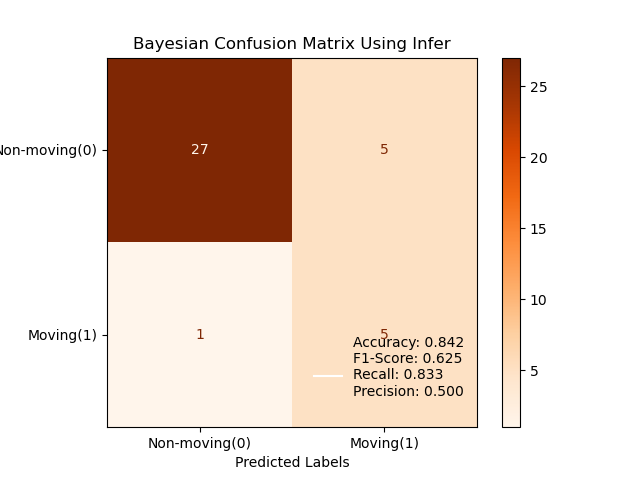 Bayesian Confusion Matrix Using Infer
Non-moving(0)
27
5
25
20
15
10
5
Moving(1)
1
5
Accuracy: 0.842
F1-Score: 0.625
Recall: 0.833
Precision: 0.500
Non-moving(0)
Moving(1)
Predicted Labels